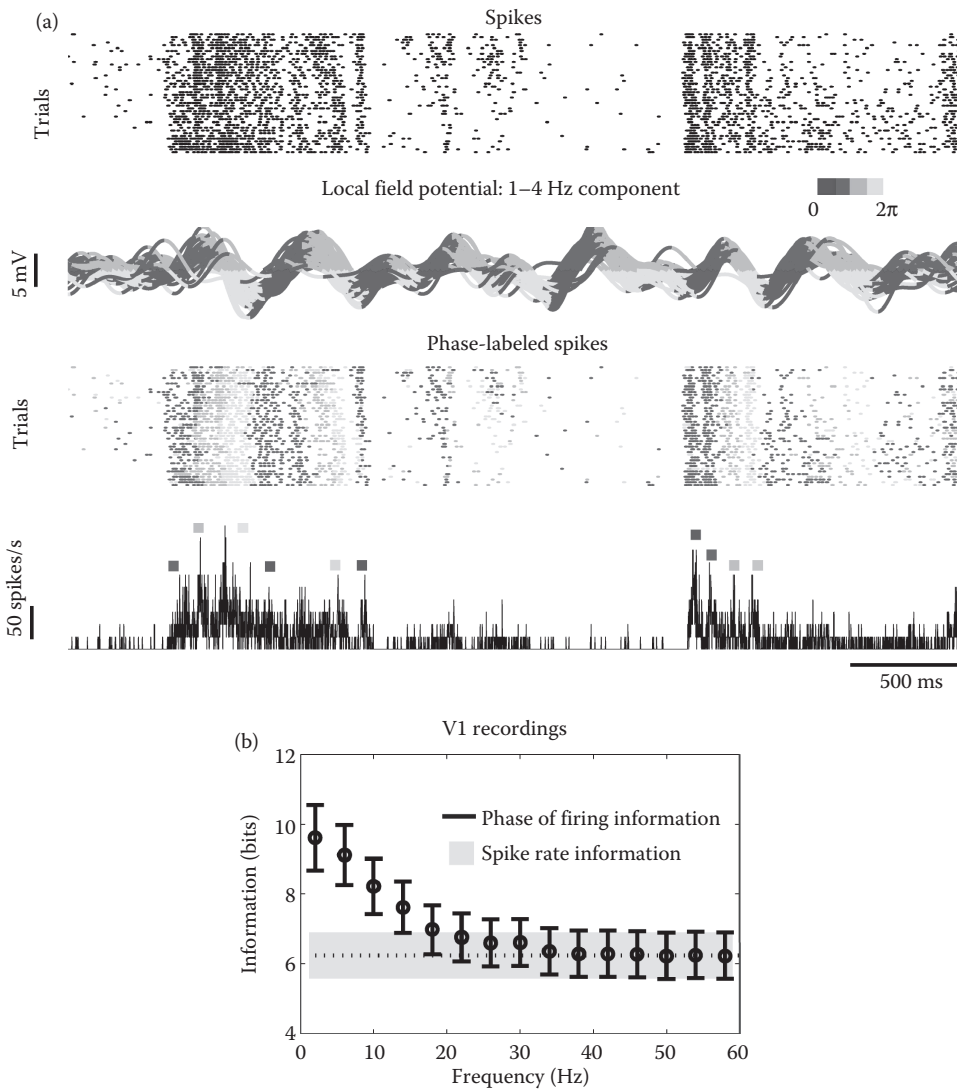 (a)
Spikes
Trials
Local field potential: 1–4 Hz component
0 2π
5 mV
Phase-labeled spikes
Trials
50 spikes/s
500 ms
(b)
V1 recordings
12
10
8
6
4
Information (bits)
Phase of firing information
Spike rate information
0 10 20 30 40 50 60
Frequency (Hz)